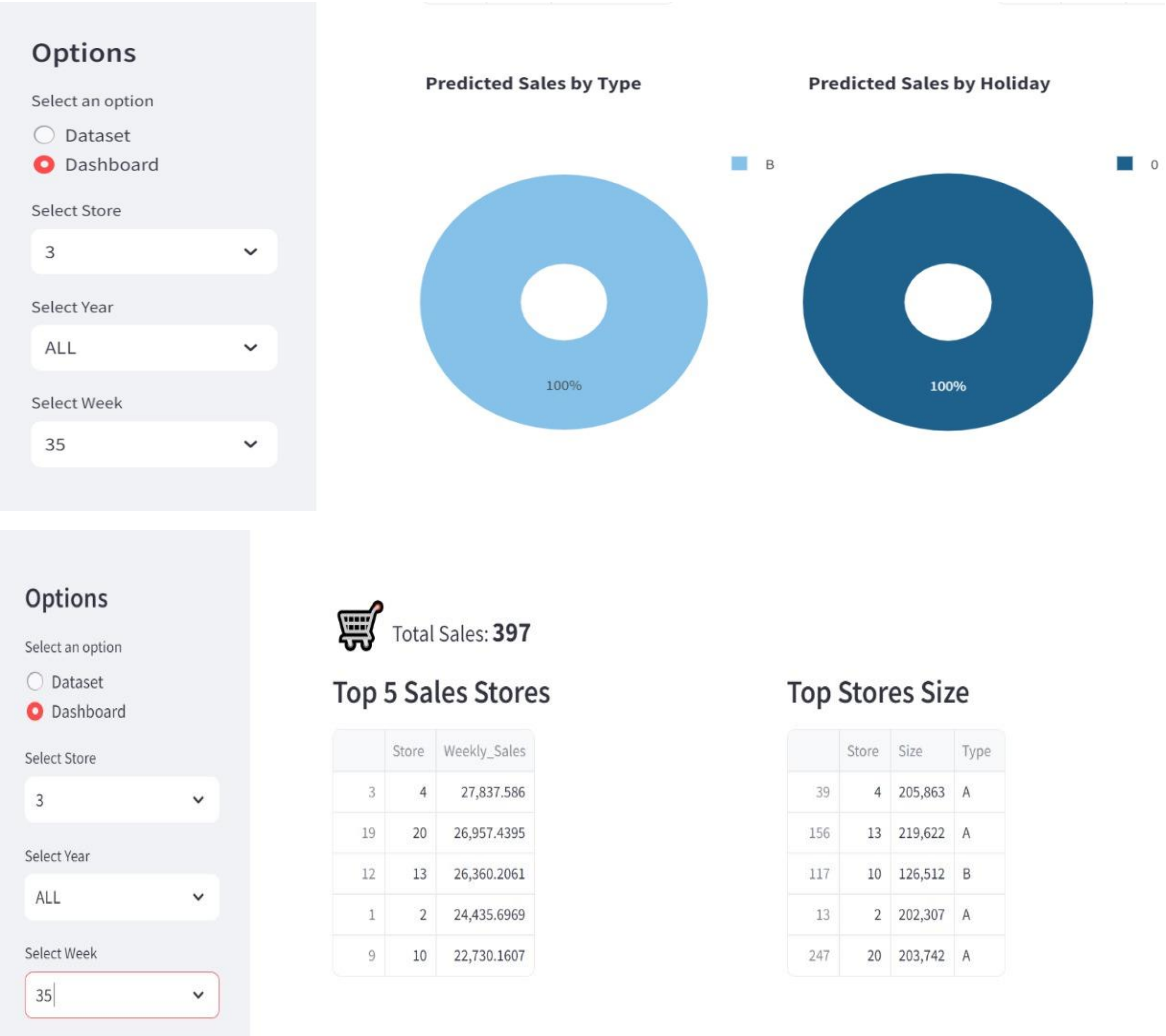 Options
Select an option
Dataset
Dashboard
Select Store
3
Select Year
ALL
Select Week
35
Predicted Sales by Type
B
100%
Predicted Sales by Holiday
0
100%
Options
Select an option
Dataset
Dashboard
Select Store
3
Select Year
ALL
Select Week
35
Total Sales: 397
Top 5 Sales Stores
Store Weekly_Sales
3 4 27,837.586
19 20 26,957.4395
12 13 26,360.2061
1 2 24,435.6969
9 10 22,730.1607
Top Stores Size
Store Size Type
39 4 205,863 A
156 13 219,622 A
117 10 126,512 B
13 2 202,307 A
247 20 203,742 A